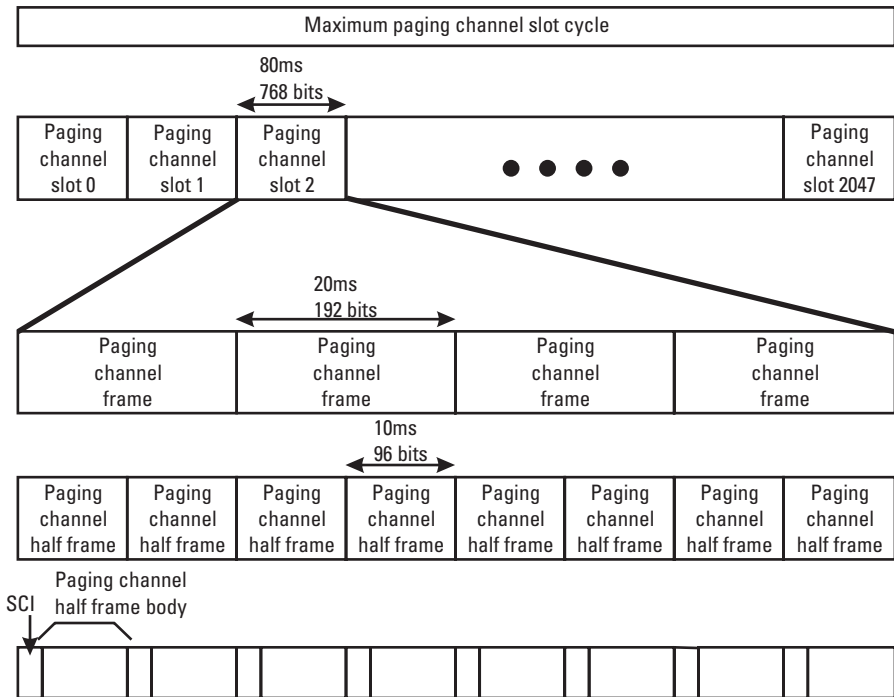 Maximum paging channel slot cycle
80ms
768 bits
Paging
channel
slot 0
Paging
channel
slot 1
Paging
channel
slot 2
Paging
channel
slot 2047
20ms
192 bits
Paging
channel
frame
Paging
channel
frame
Paging
channel
frame
Paging
channel
frame
10ms
96 bits
Paging
channel
half frame
Paging
channel
half frame
Paging
channel
half frame
Paging
channel
half frame
Paging
channel
half frame
Paging
channel
half frame
Paging
channel
half frame
Paging
channel
half frame
SCI
Paging channel
half frame body